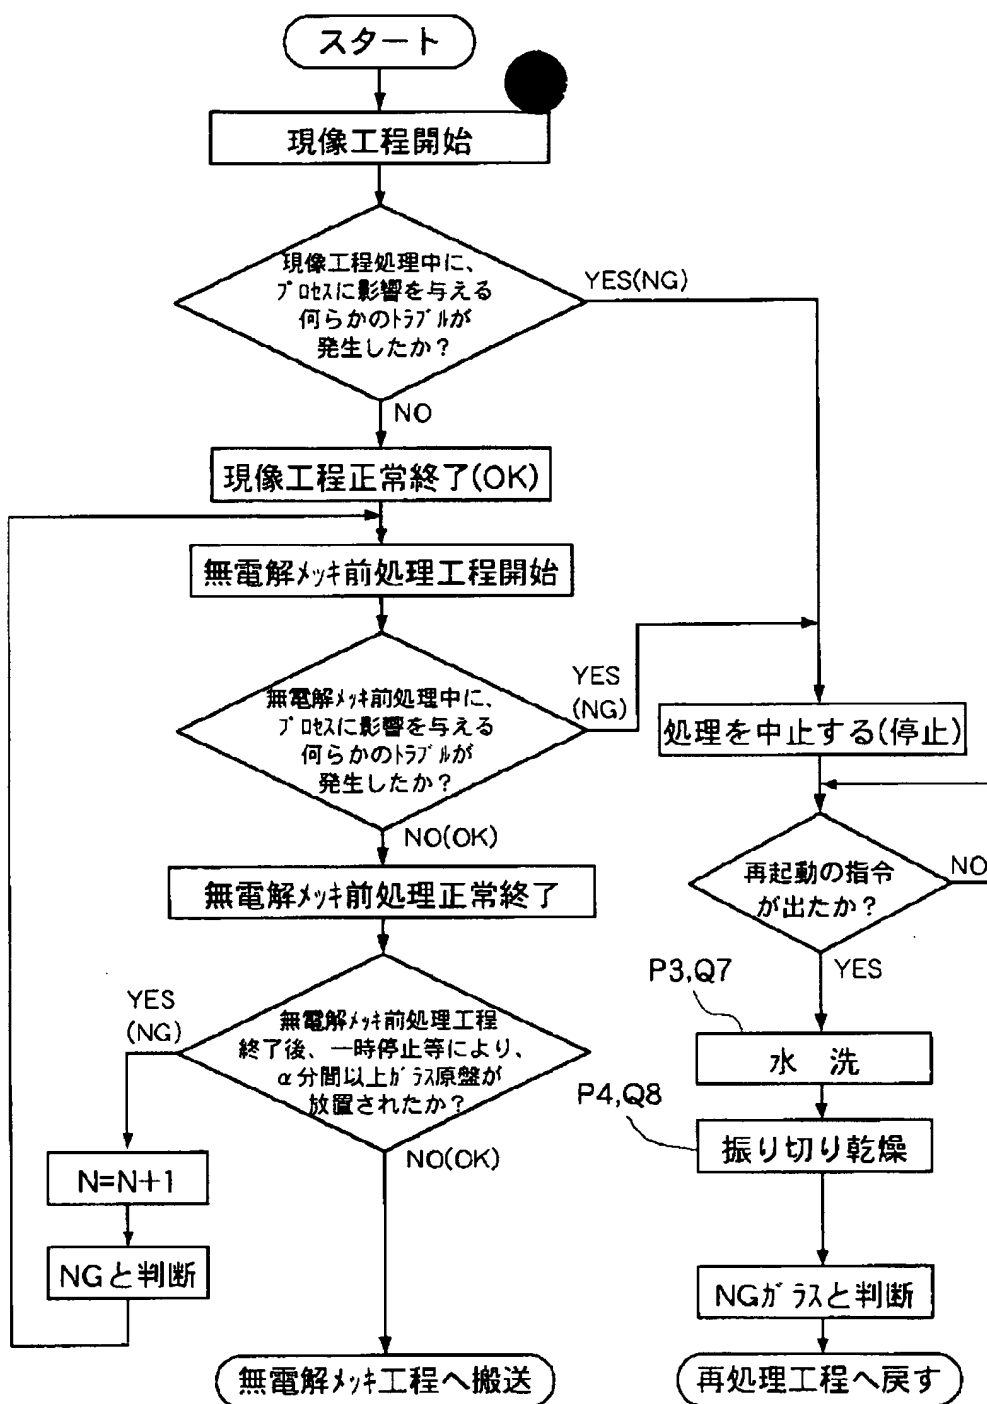 スタート
現像工程開始
現像工程処理中に、
プロセスに影響を与える
何らかのトラブルが
発生したか？
YES(NG)
NO
現像工程正常終了(OK)
無電解メッキ前処理工程開始
無電解メッキ前処理中に、
プロセスに影響を与える
何らかのトラブルが
発生したか？
YES
(NG)
処理を中止する(停止)
NO(OK)
無電解メッキ前処理正常終了
再起動の指令
が出たか？
NO
YES
無電解メッキ前処理工程
終了後、一時停止等により、
α分間以上ガラス原盤が
放置されたか？
YES
(NG)
NO(OK)
P3,Q7
水 洗
P4,Q8
振り切り乾燥
N=N+1
NGと判断
NGガラスと判断
無電解メッキ工程へ搬送
再処理工程へ戻す